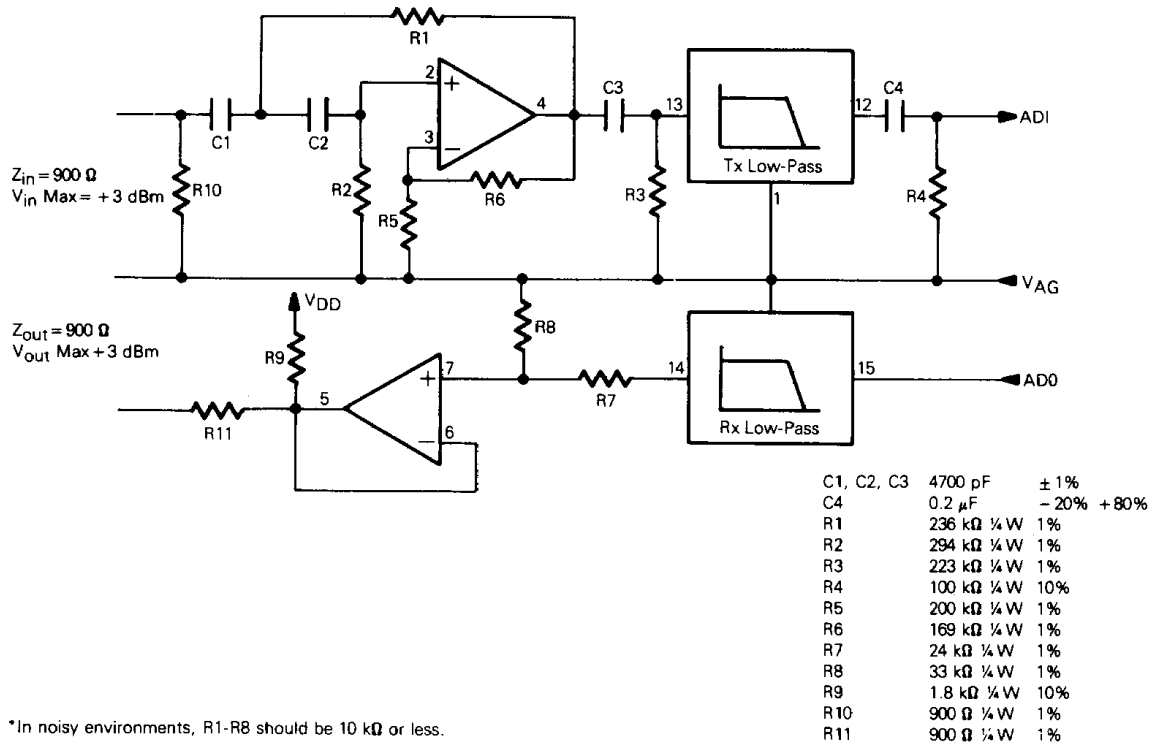 R1
C1
C2
2
+
3
−
4
C3
13
12
C4
ADI
Tx Low-Pass
1
Zin = 900 Ω
Vin Max = +3 dBm
R10
R2
R5
R6
R3
R4
VAG
VDD
Zout = 900 Ω
Vout Max +3 dBm
R9
R8
R11
5
+
7
−
6
R7
14
15
AD0
Rx Low-Pass
C1, C2, C3 4700 pF ± 1%
C4 0.2 µF − 20% + 80%
R1 236 kΩ ¼ W 1%
R2 294 kΩ ¼ W 1%
R3 223 kΩ ¼ W 1%
R4 100 kΩ ¼ W 10%
R5 200 kΩ ¼ W 1%
R6 169 kΩ ¼ W 1%
R7 24 kΩ ¼ W 1%
R8 33 kΩ ¼ W 1%
R9 1.8 kΩ ¼ W 10%
R10 900 Ω ¼ W 1%
R11 900 Ω ¼ W 1%
*In noisy environments, R1-R8 should be 10 kΩ or less.